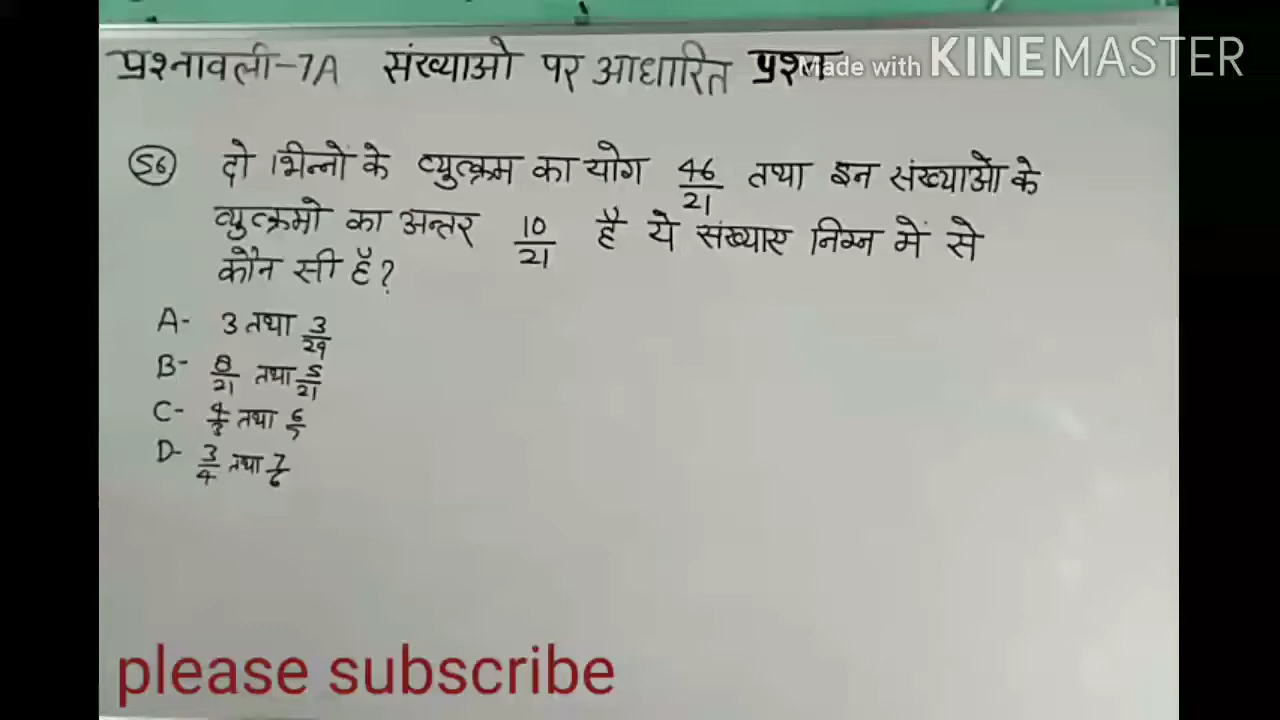 प्रश्नावली-7A संख्याओ पर आधारित प्रश्न
Made with KINEMASTER
56 दो भिन्नों के व्युत्क्रम का योग 46/21 तथा इन संख्याओं के
व्युत्क्रमो का अन्तर 10/21 है ये संख्याए निम्न में से
कौन सी हैं?
A- 3 तथा 3/29
B- 8/21 तथा 5/21
C- 4/3 तथा 6/7
D- 3/4 तथा 7/6
please subscribe